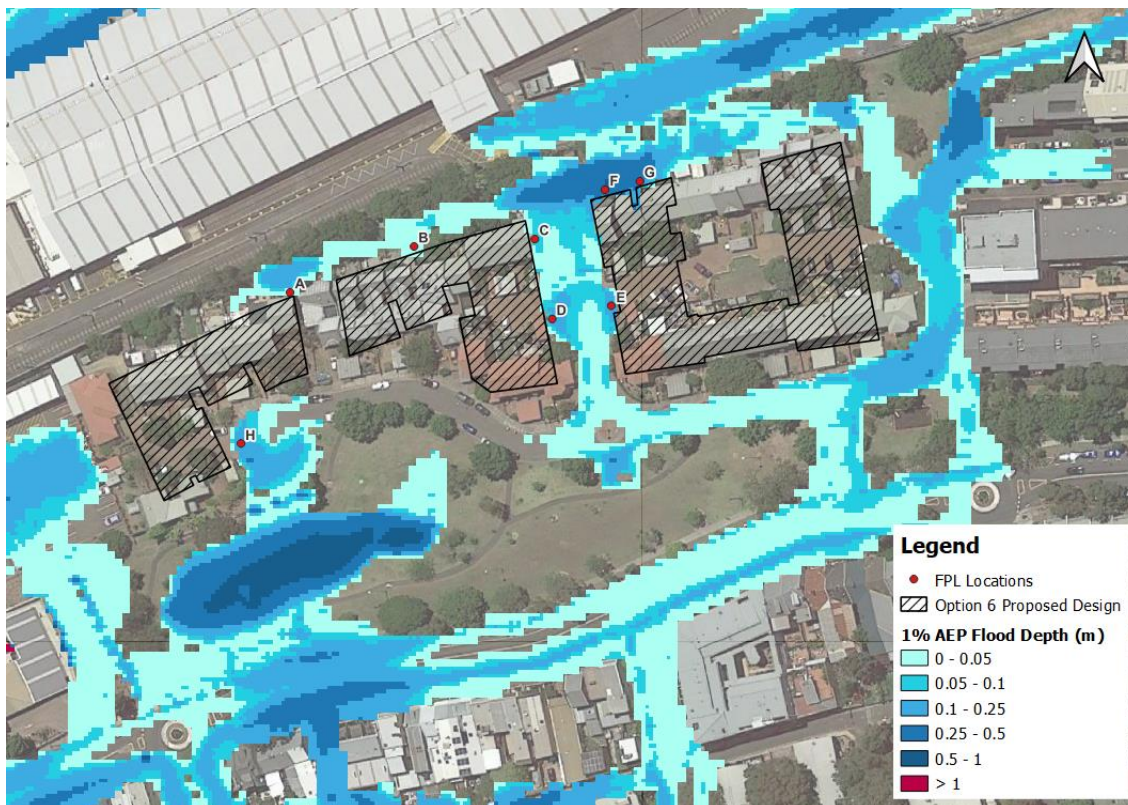 F
G
C
B
A
D
E
H
Legend
FPL Locations
Option 6 Proposed Design
1% AEP Flood Depth (m)
0 - 0.05
0.05 - 0.1
0.1 - 0.25
0.25 - 0.5
0.5 - 1
> 1